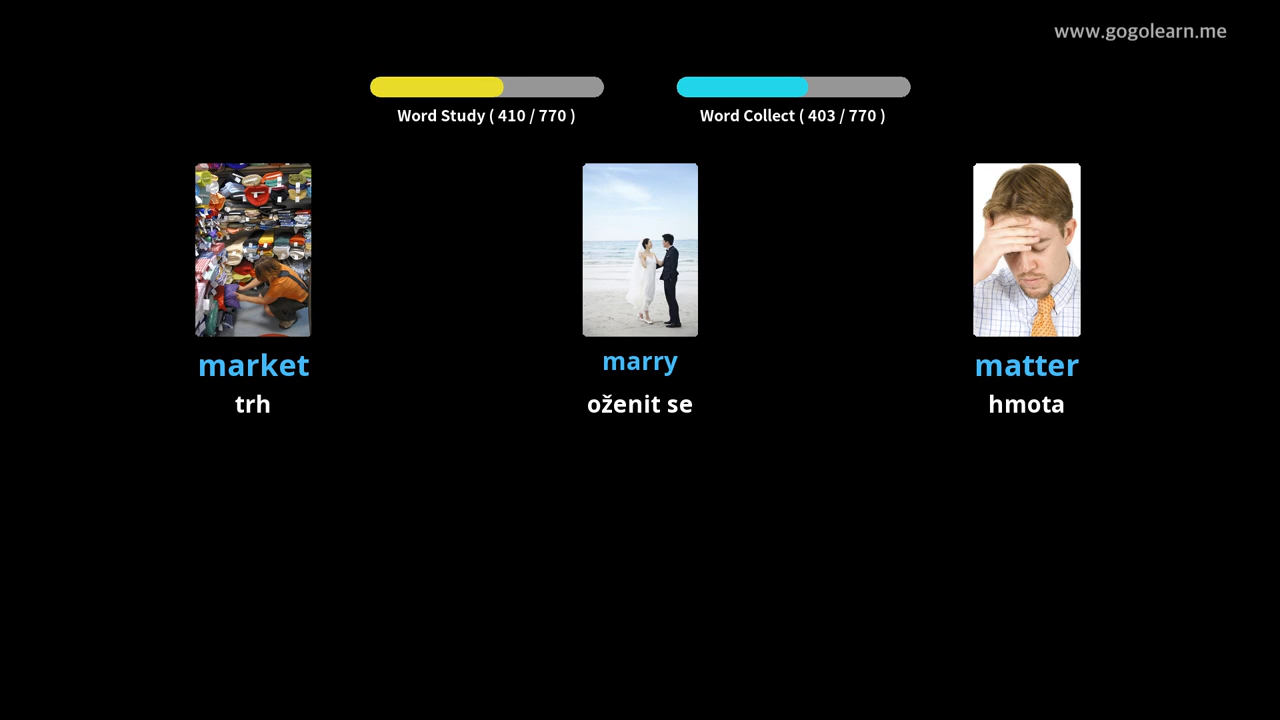 www.gogolearn.me
Word Study ( 410 / 770 )
Word Collect ( 403 / 770 )
market
marry
matter
trh
oženit se
hmota